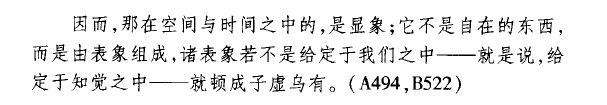 因而,那在空间与时间之中的,是显象;它不是自在的东西,
而是由表象组成,诸表象若不是给定于我们之中——就是说,给
定于知觉之中——就顿成子虚乌有。(A494,B522)